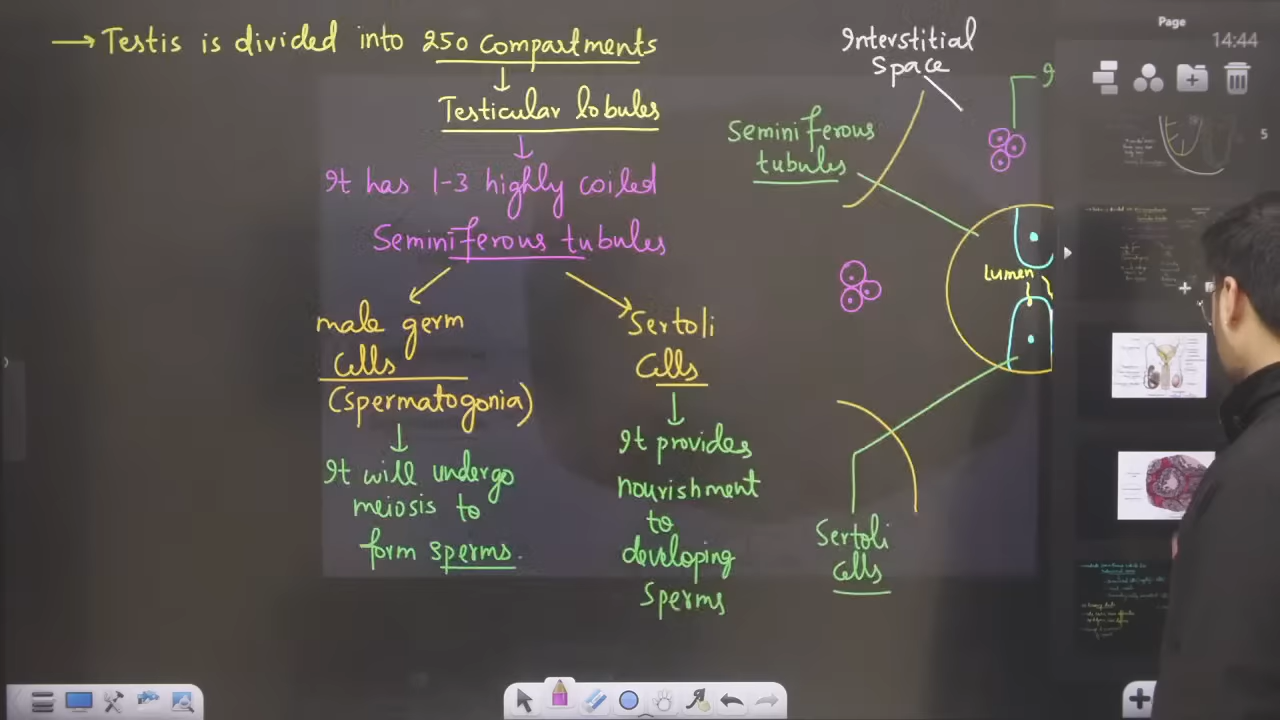 → Testis is divided into 250 compartments
Testicular lobules
It has 1-3 highly coiled
Seminiferous tubules
male germ
cells
(spermatogonia)
It will undergo
meiosis to
form sperms.
Sertoli
cells
It provides
nourishment
to
developing
sperms
Interstitial
Space
Seminiferous
tubules
Lumen
Sertoli
cells
Page
14:44
5